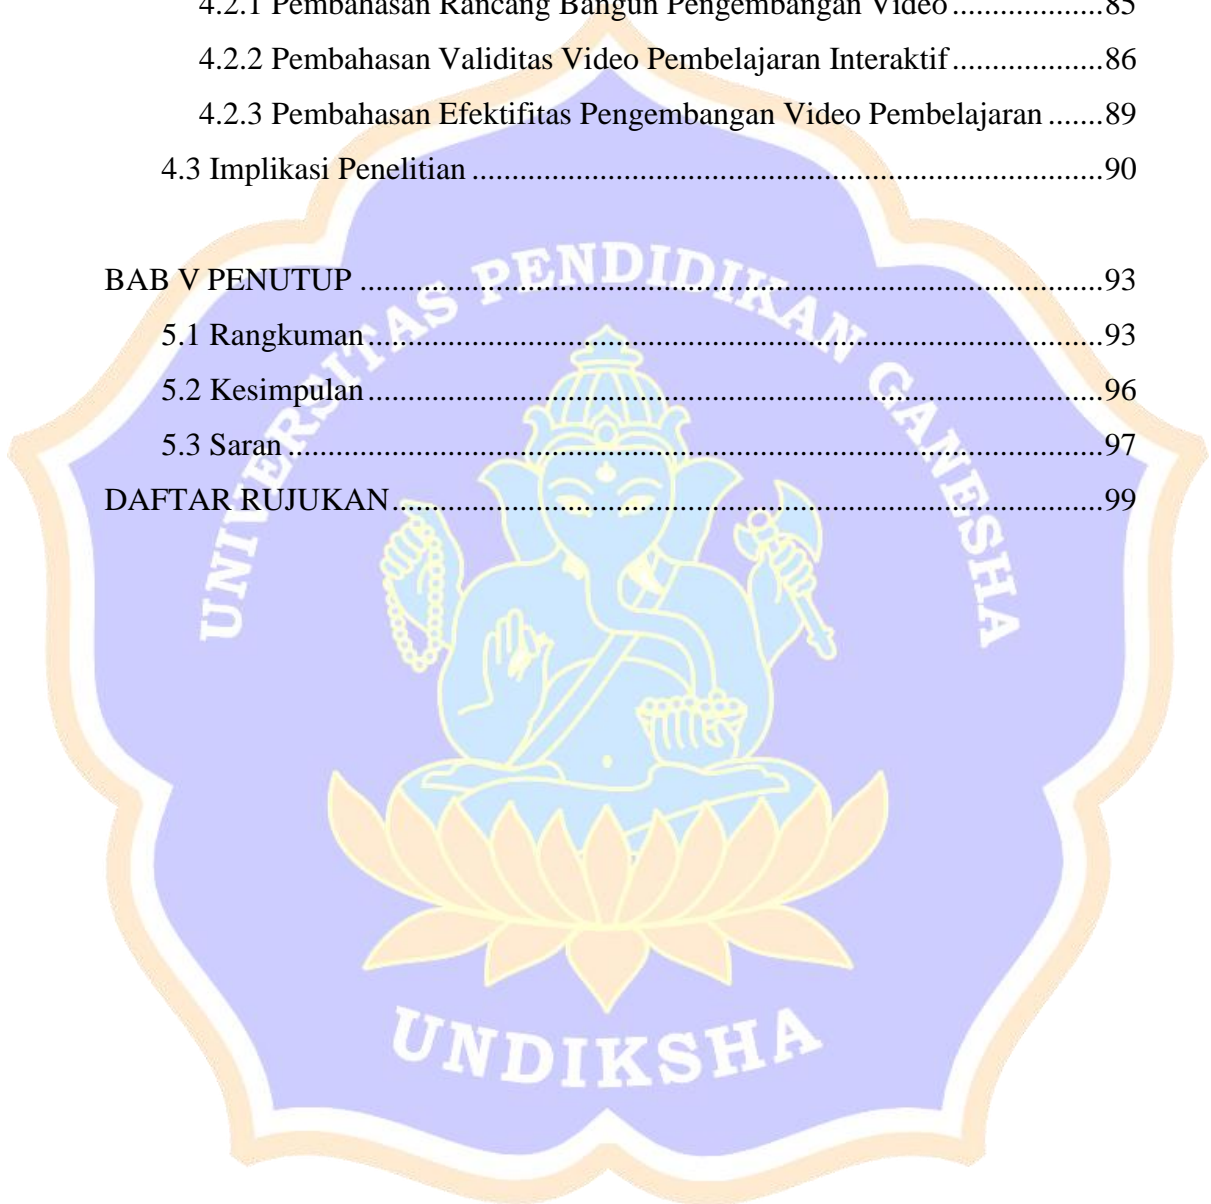 4.2.1 Pembahasan Rancang Bangun Pengembangan Video...................85
4.2.2 Pembahasan Validitas Video Pembelajaran Interaktif...................86
4.2.3 Pembahasan Efektifitas Pengembangan Video Pembelajaran.......89
4.3 Implikasi Penelitian................................................................................90
BAB V PENUTUP..............................................................................................93
5.1 Rangkuman.............................................................................................93
5.2 Kesimpulan.............................................................................................96
5.3 Saran.......................................................................................................97
DAFTAR RUJUKAN..........................................................................................99
UNIVERSITAS PENDIDIKAN GANESHA
UNDIKSHA